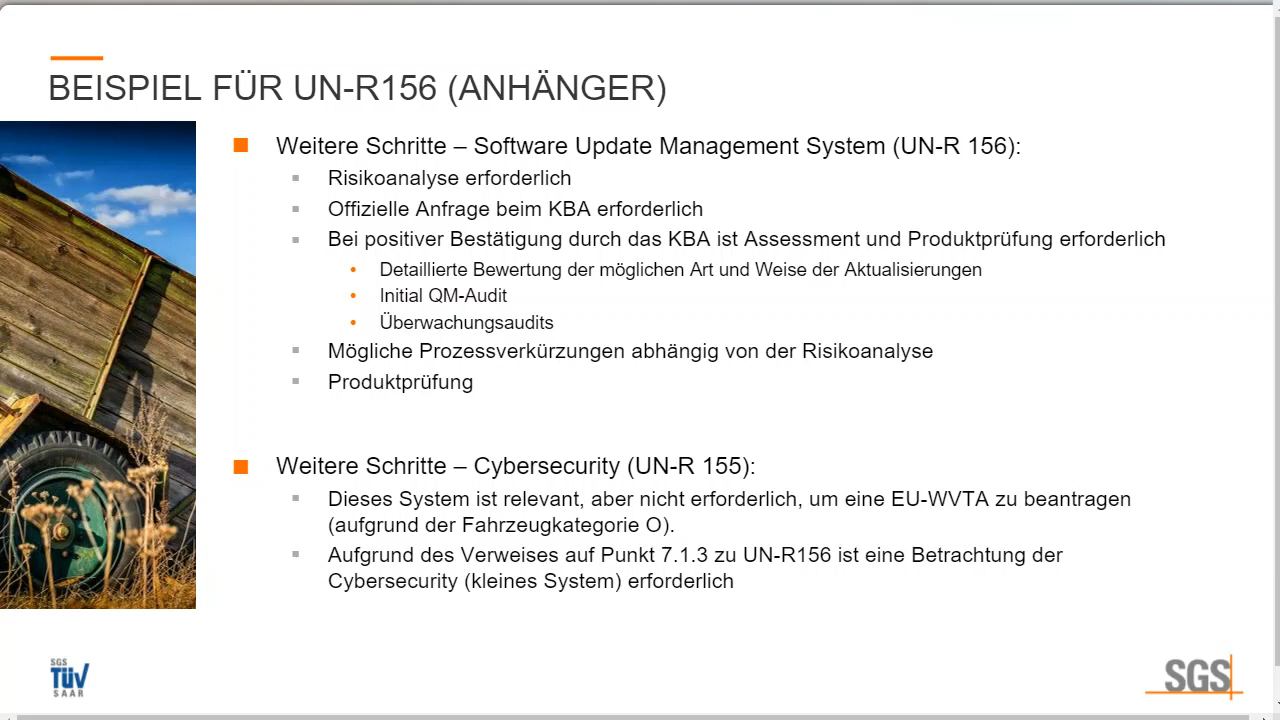 BEISPIEL FÜR UN-R156 (ANHÄNGER)
Weitere Schritte – Software Update Management System (UN-R 156):
Risikoanalyse erforderlich
Offizielle Anfrage beim KBA erforderlich
Bei positiver Bestätigung durch das KBA ist Assessment und Produktprüfung erforderlich
Detaillierte Bewertung der möglichen Art und Weise der Aktualisierungen
Initial QM-Audit
Überwachungsaudits
Mögliche Prozessverkürzungen abhängig von der Risikoanalyse
Produktprüfung
Weitere Schritte – Cybersecurity (UN-R 155):
Dieses System ist relevant, aber nicht erforderlich, um eine EU-WVTA zu beantragen
(aufgrund der Fahrzeugkategorie O).
Aufgrund des Verweises auf Punkt 7.1.3 zu UN-R156 ist eine Betrachtung der
Cybersecurity (kleines System) erforderlich
SGS
TÜV
SAAR
SGS